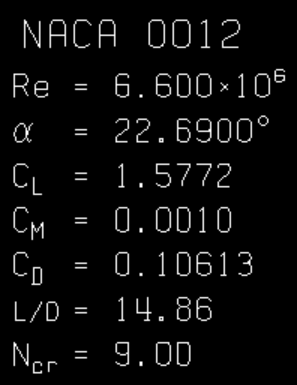 NACA 0012
Re = 6.600×10⁶
α = 22.6900°
C_L = 1.5772
C_M = 0.0010
C_D = 0.10613
L/D = 14.86
N_cr = 9.00